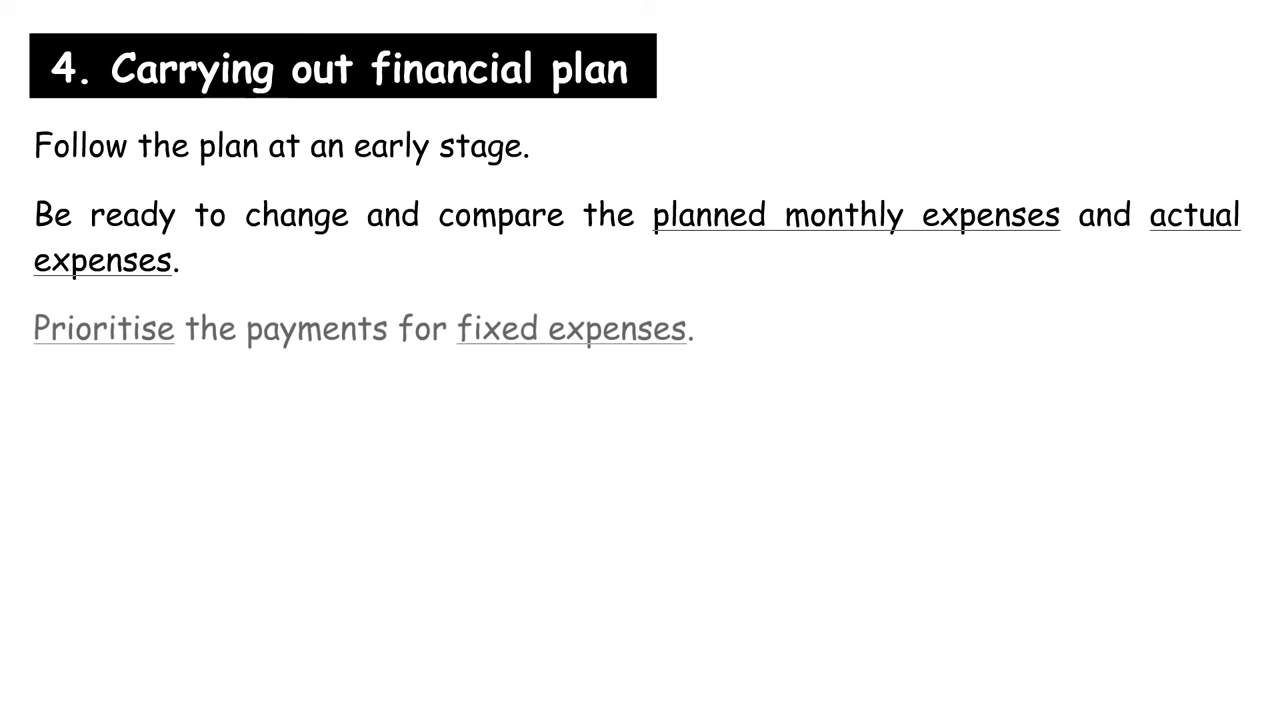 4. Carrying out financial plan
Follow the plan at an early stage.
Be ready to change and compare the planned monthly expenses and actual
expenses.
Prioritise the payments for fixed expenses.